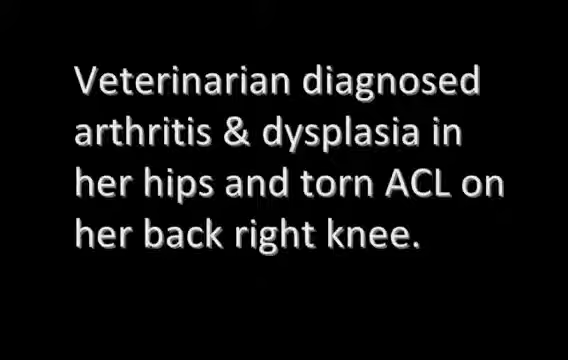 Veterinarian diagnosed
arthritis & dysplasia in
her hips and torn ACL on
her back right knee.